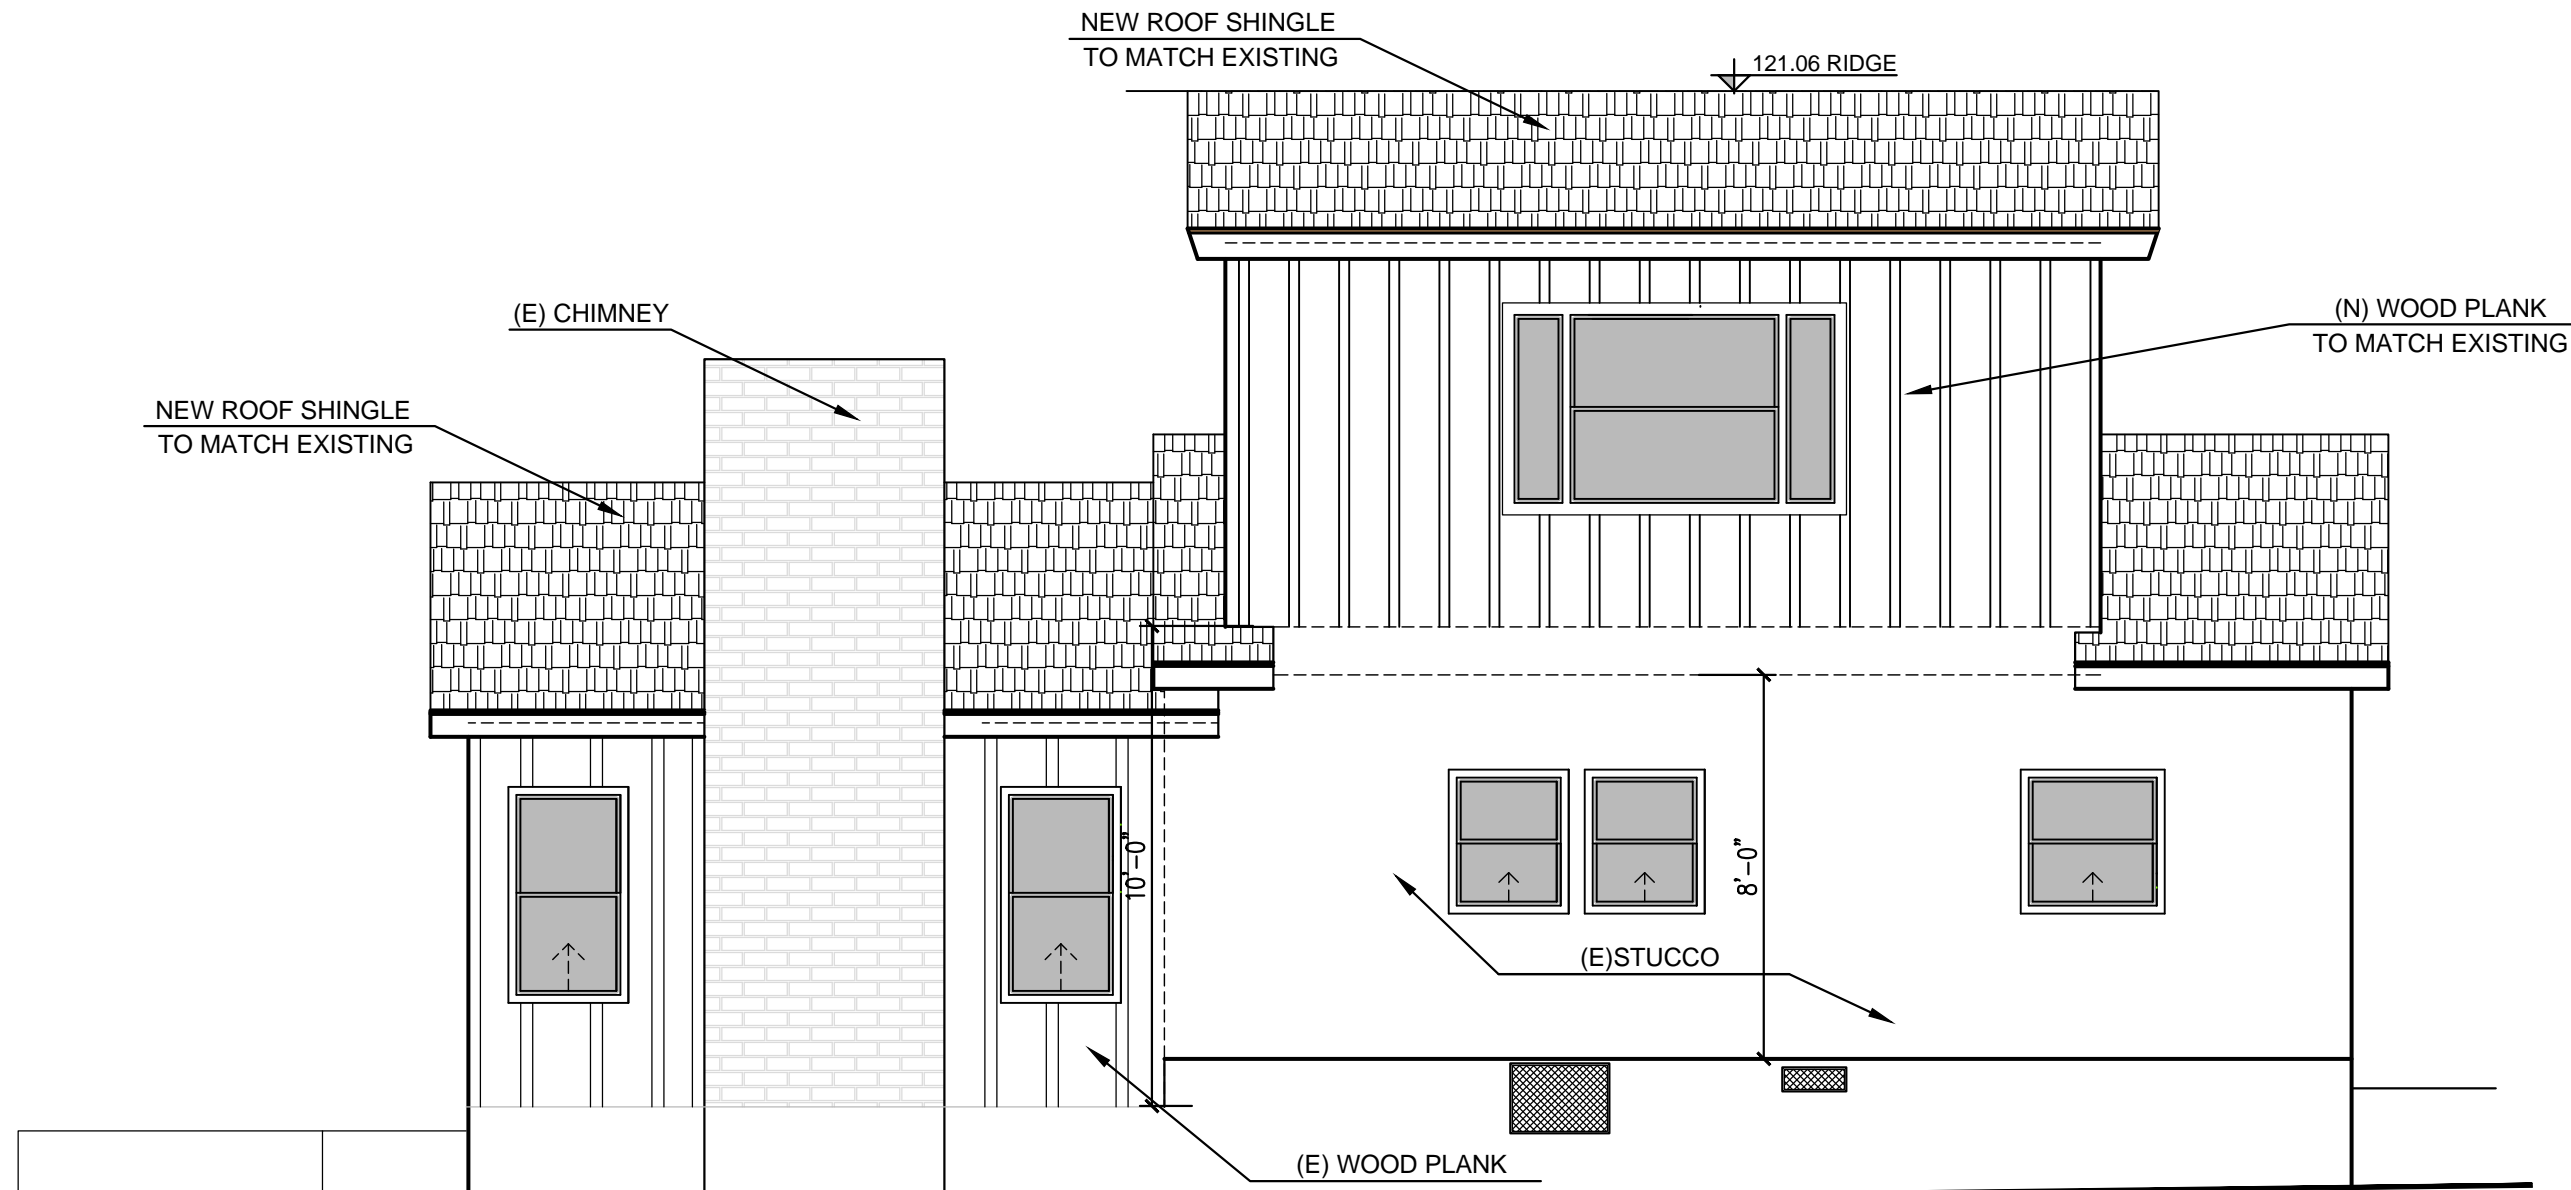 NEW ROOF SHINGLE
TO MATCH EXISTING
121.06 RIDGE
(E) CHIMNEY
(N) WOOD PLANK
TO MATCH EXISTING
NEW ROOF SHINGLE
TO MATCH EXISTING
10'-0"
8'-0"
(E)STUCCO
(E) WOOD PLANK